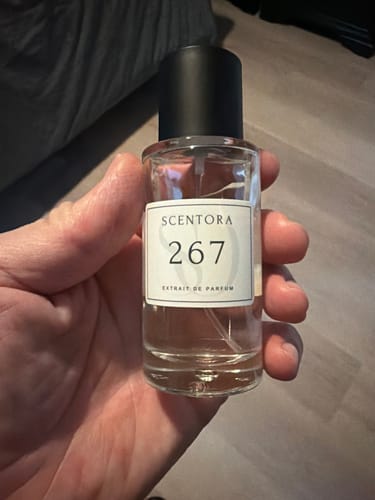 SCENTORA
267
EXTRAIT DE PARFUM